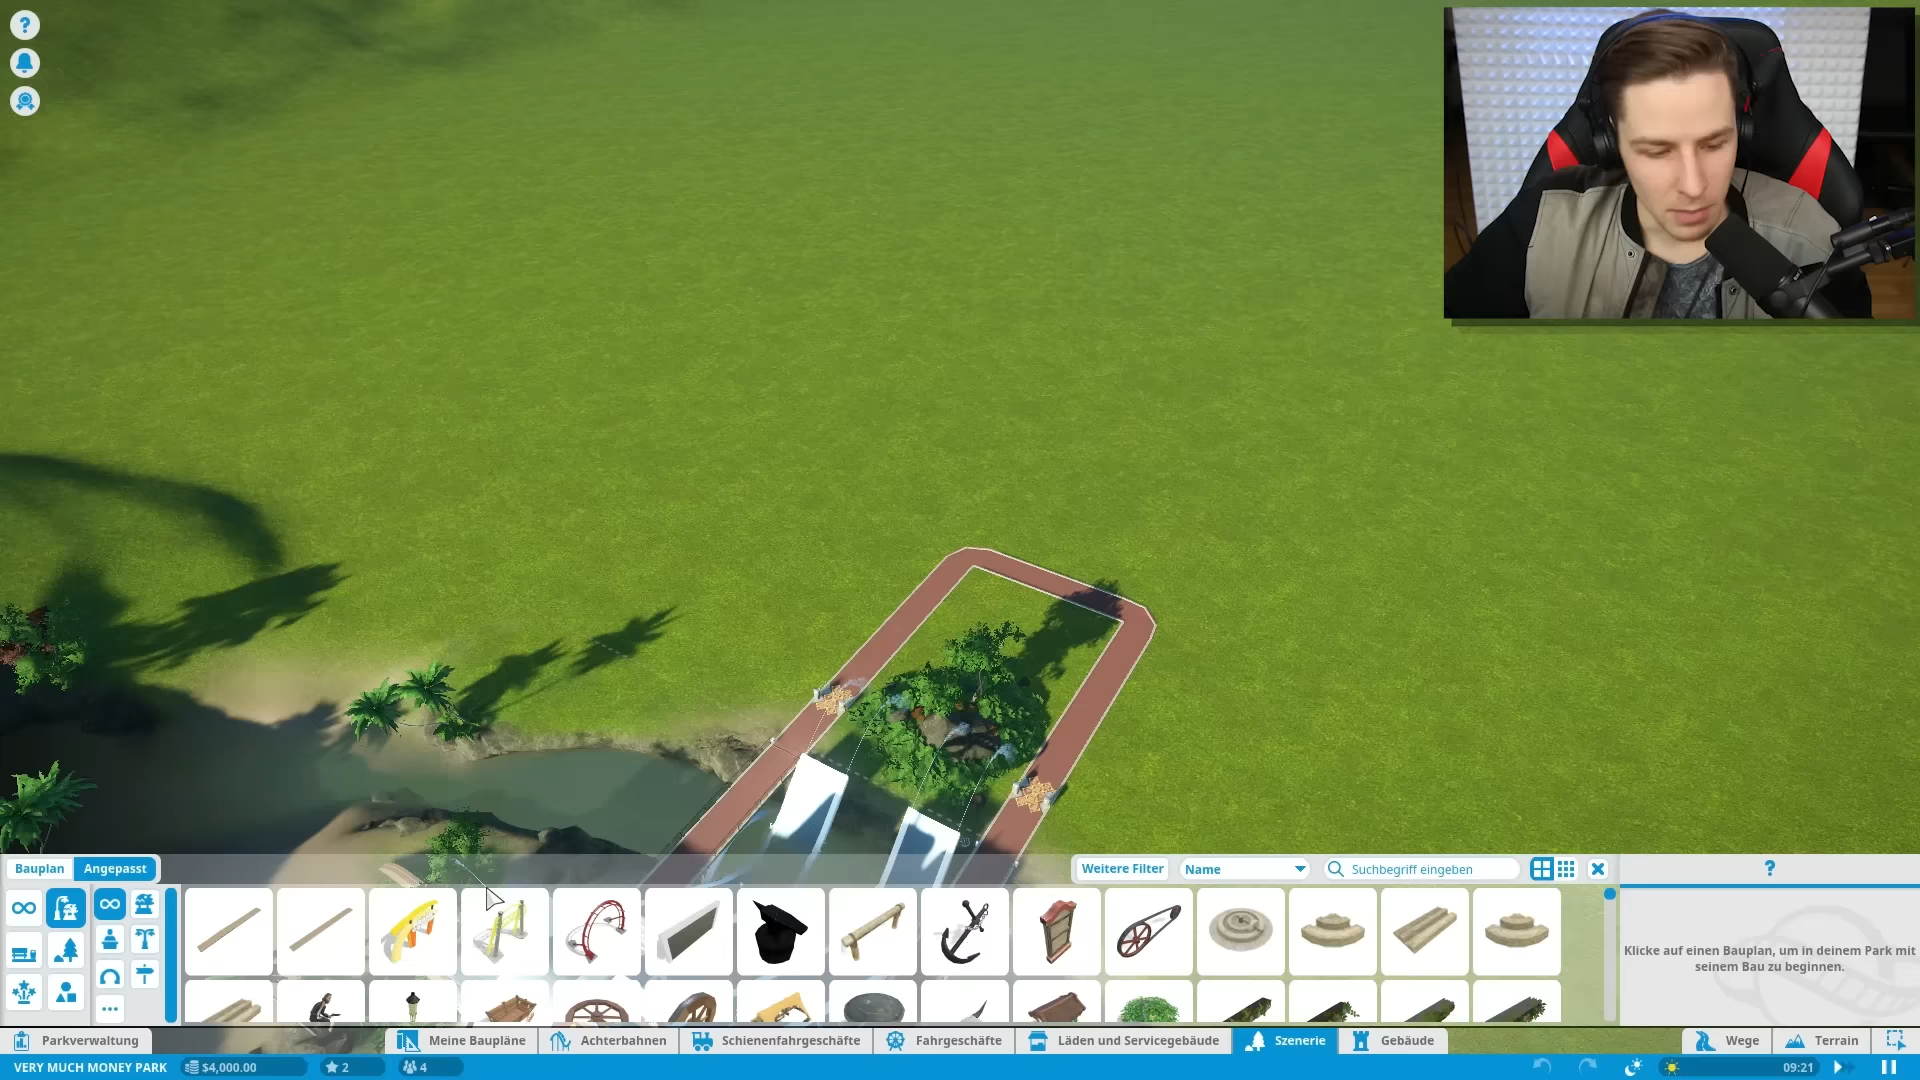 Bauplan
Angepasst
Weitere Filter
Name
Suchbegriff eingeben
?
Klicke auf einen Bauplan, um in deinem Park mit
seinem Bau zu beginnen.
Parkverwaltung
Meine Baupläne
Achterbahnen
Schienenfahrgeschäfte
Fahrgeschäfte
Läden und Servicegebäude
Szenerie
Gebäude
Wege
Terrain
VERY MUCH MONEY PARK
$4,000.00
2
4
09:21